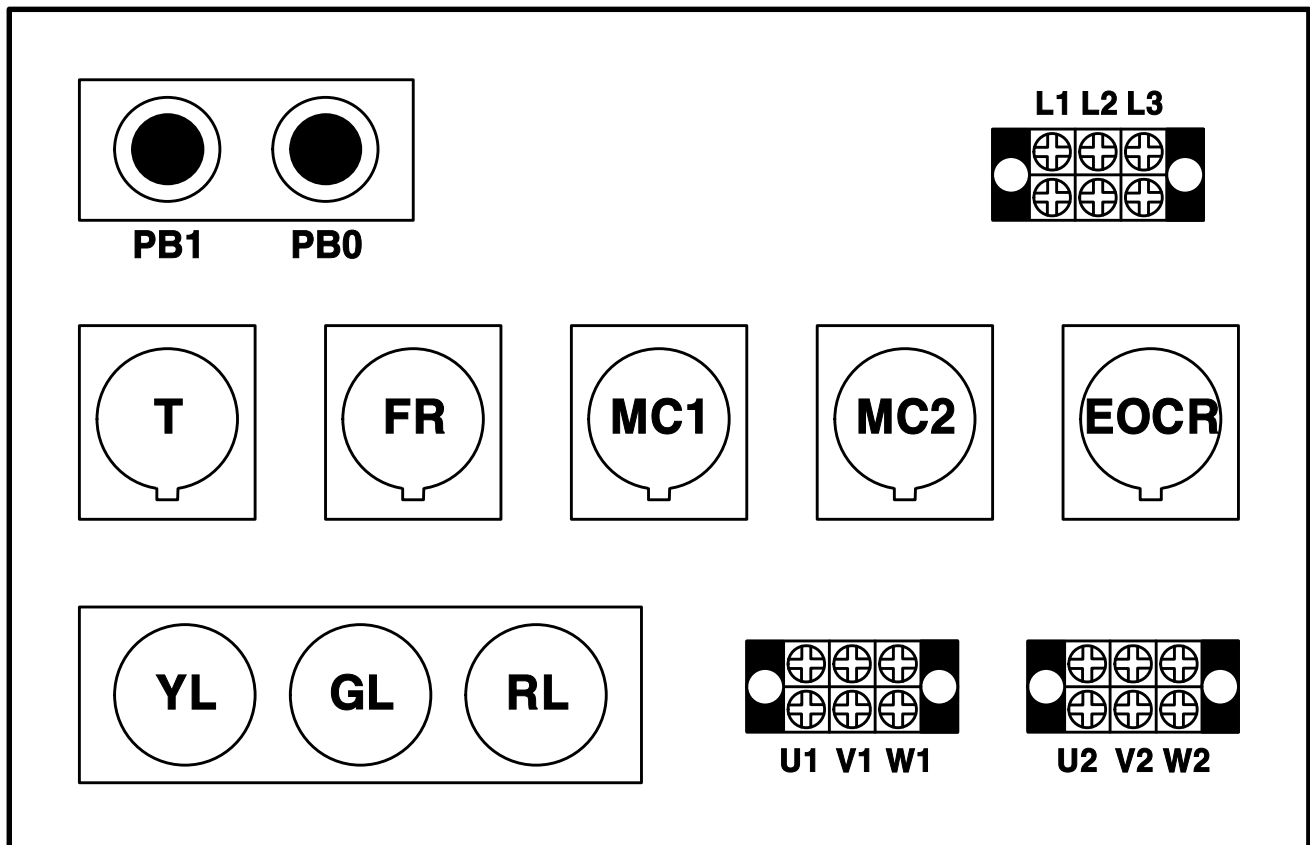 L1 L2 L3
PB1 PB0
T FR MC1 MC2 EOCR
YL GL RL
U1 V1 W1 U2 V2 W2